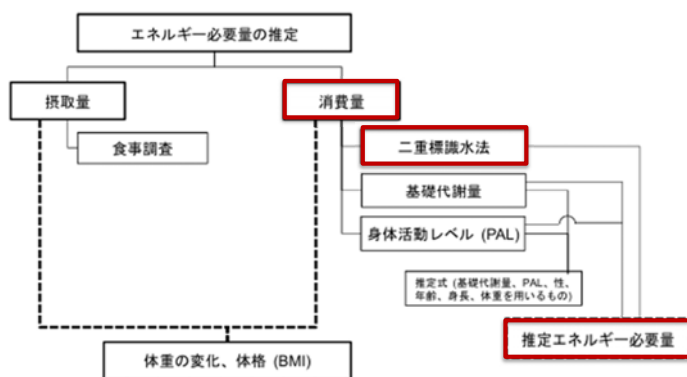 エネルギー必要量の推定
摂取量
消費量
食事調査
二重標識水法
基礎代謝量
身体活動レベル (PAL)
推定式 (基礎代謝量、PAL、性、
年齢、身長、体重を用いるもの)
推定エネルギー必要量
体重の変化、体格 (BMI)